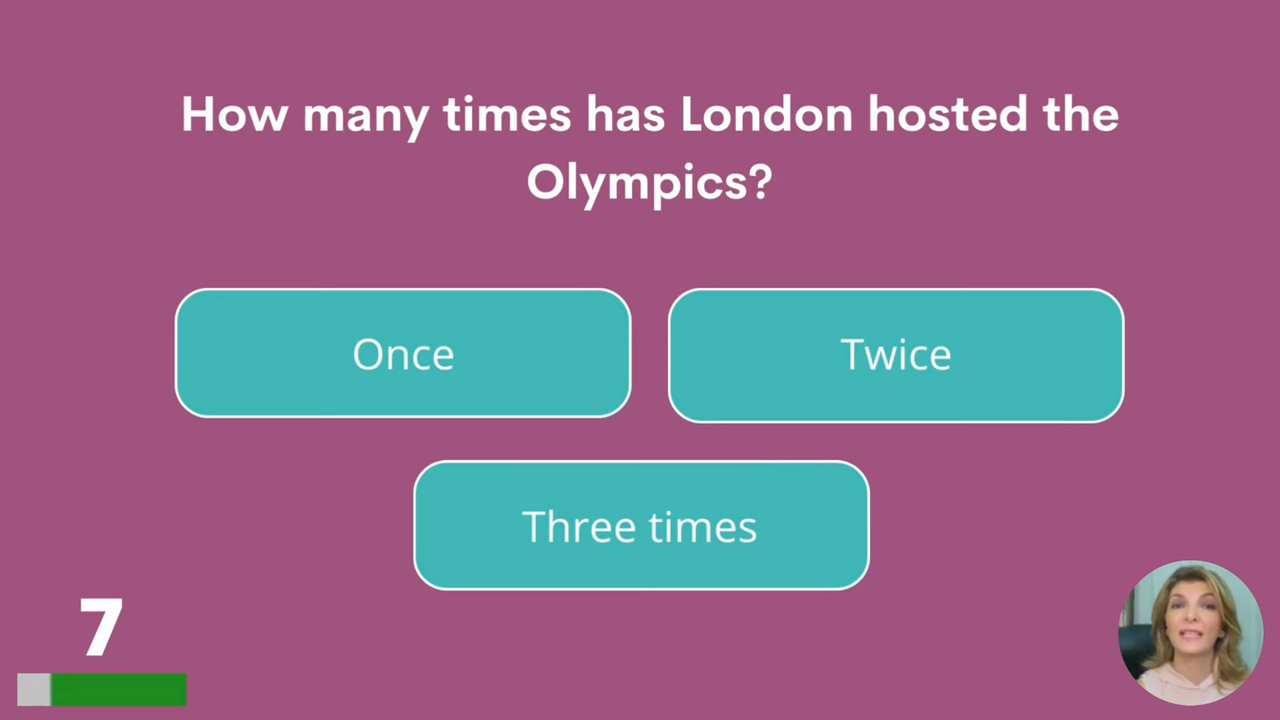 How many times has London hosted the
Olympics?
Once
Twice
Three times
7